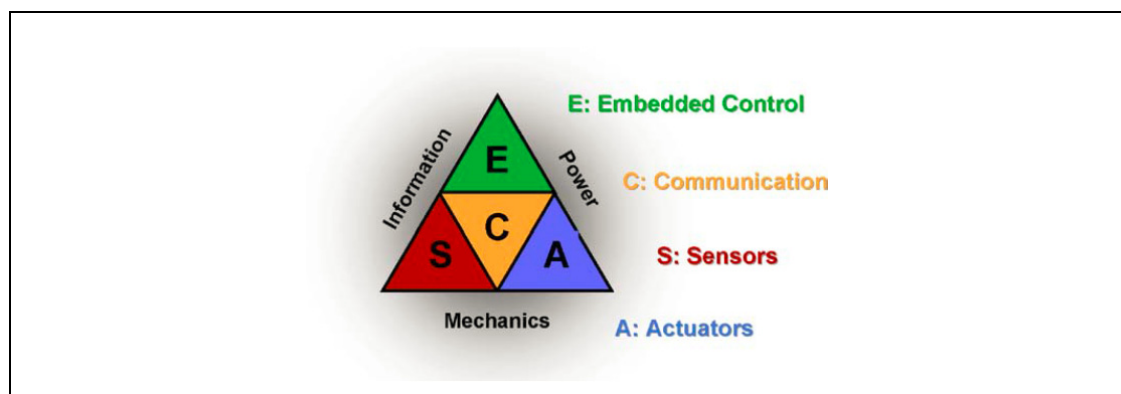 E: Embedded Control
Information
E
Power
C: Communication
C
S
A
S: Sensors
Mechanics
A: Actuators